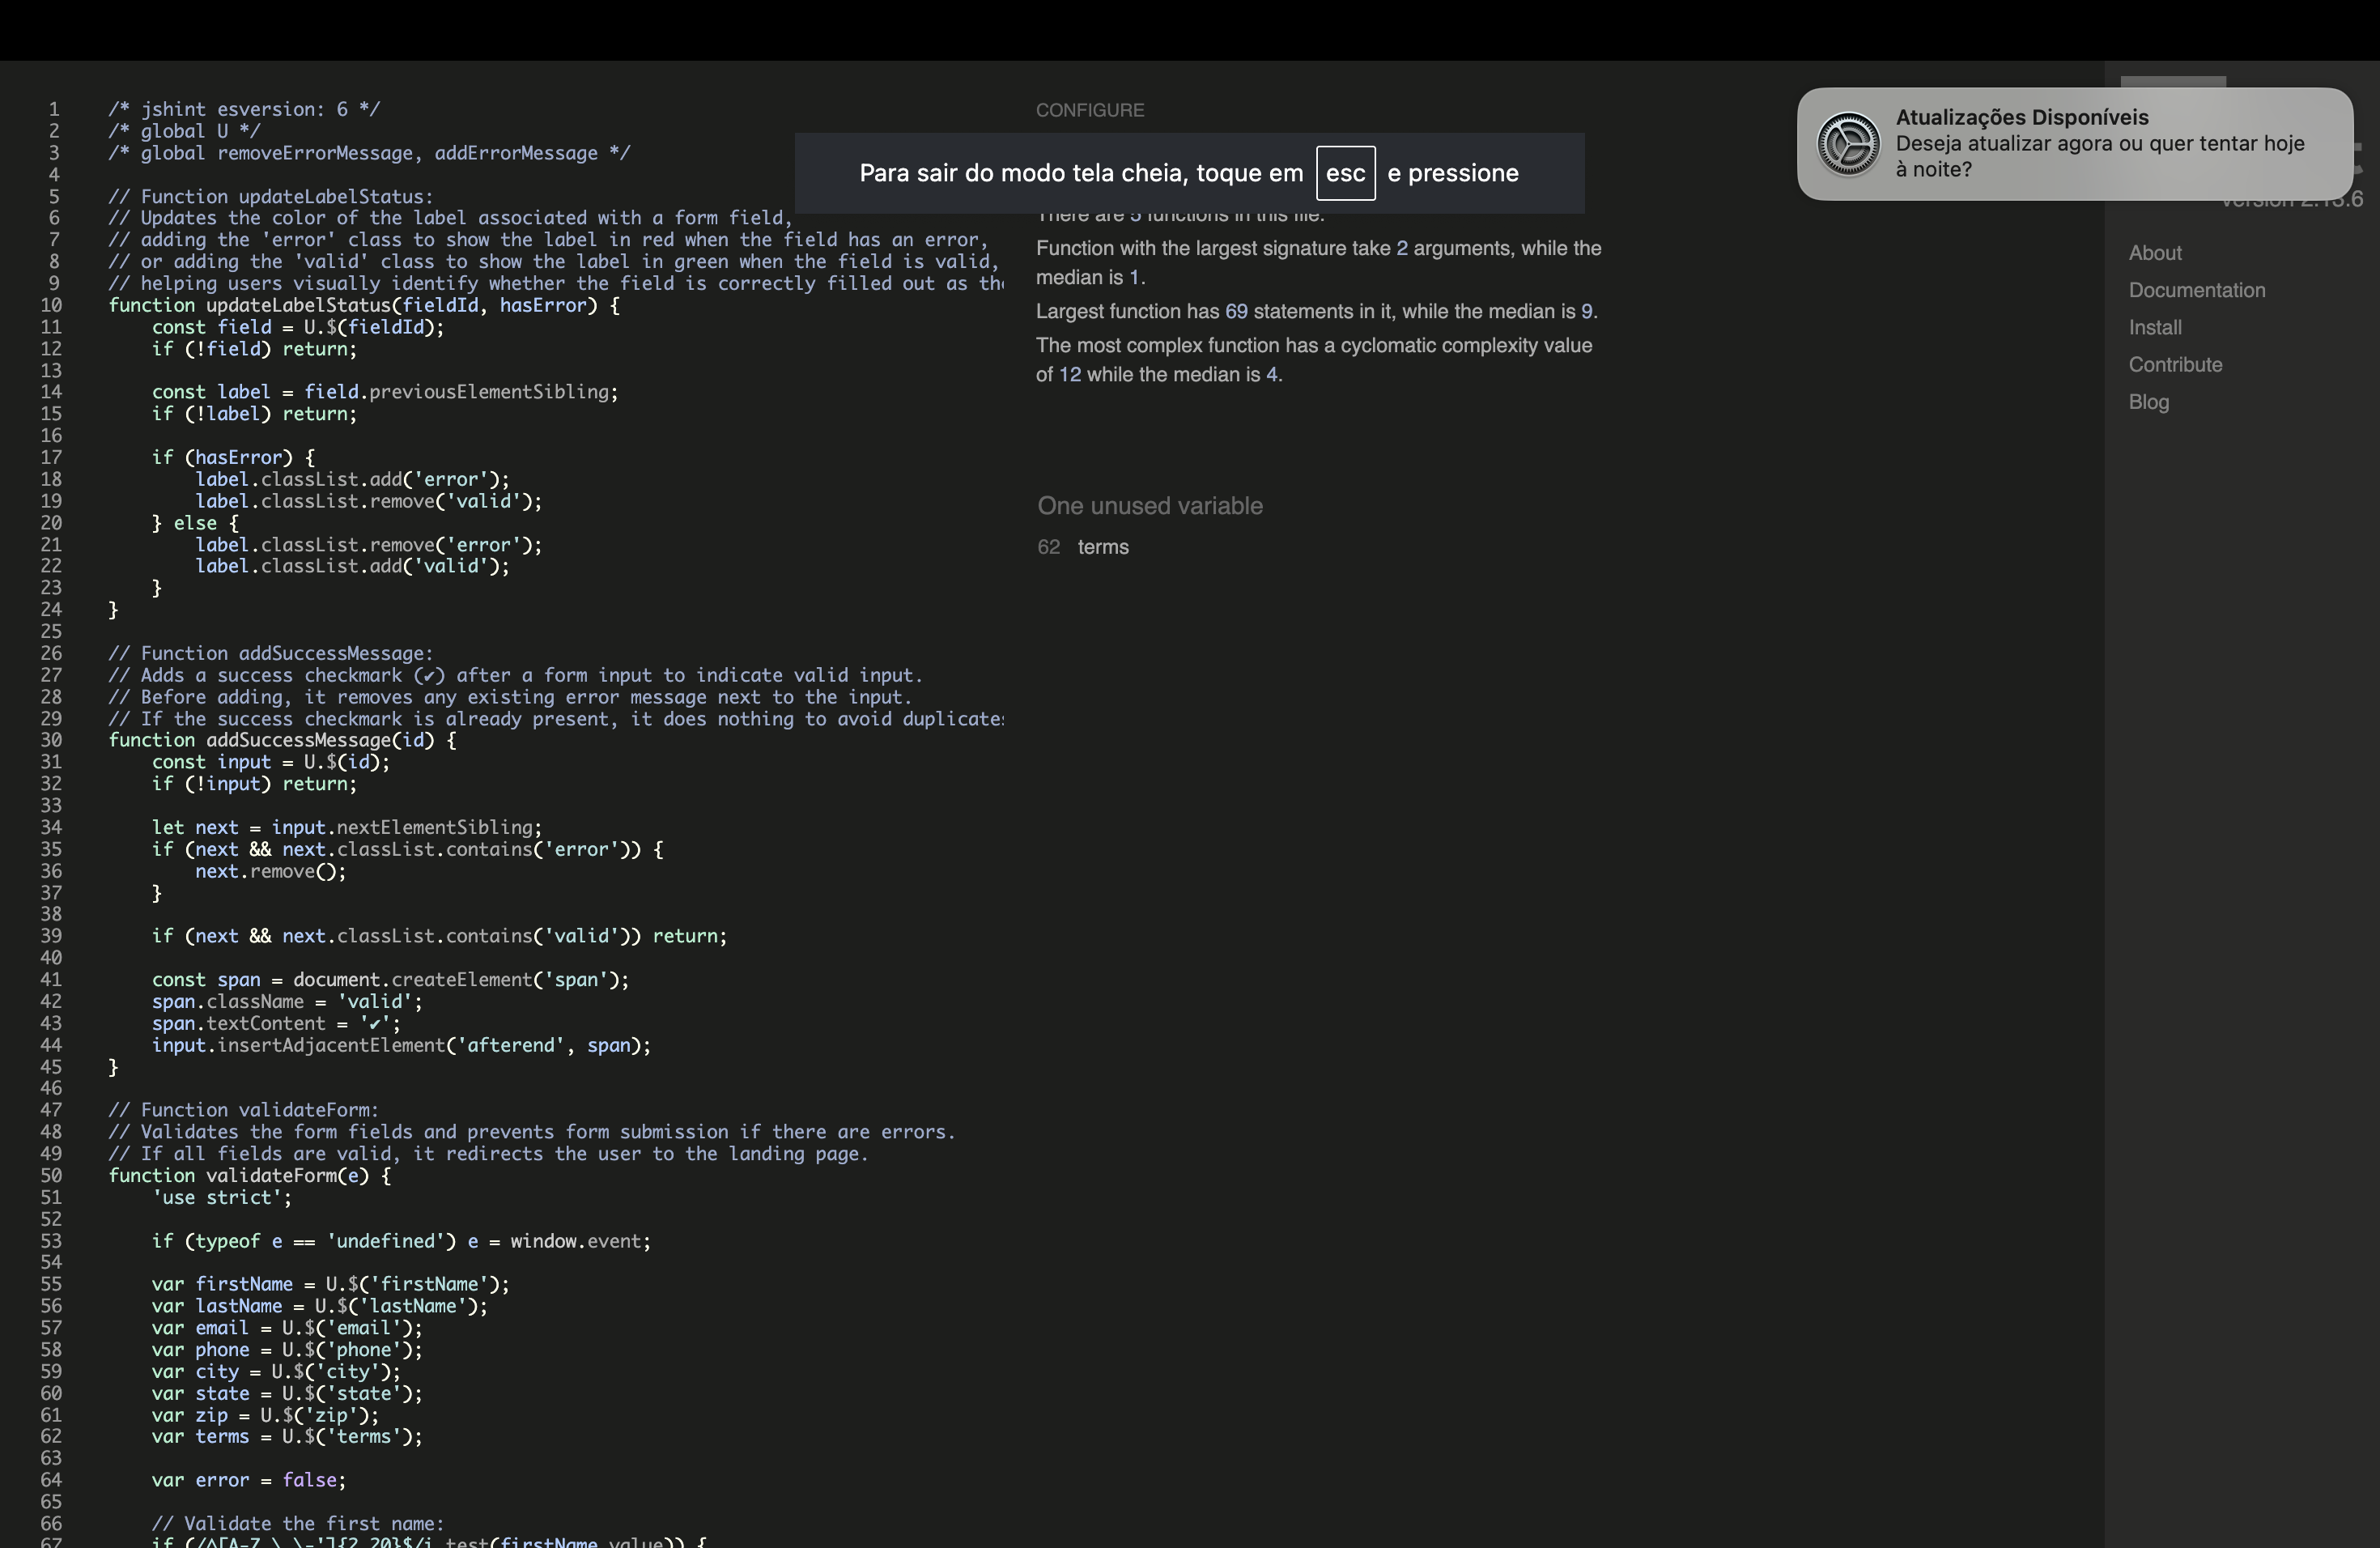 1 /* jshint esversion: 6 */
2 /* global U */
3 /* global removeErrorMessage, addErrorMessage */
4
5 // Function updateLabelStatus:
6 // Updates the color of the label associated with a form field,
7 // adding the 'error' class to show the label in red when the field has an error,
8 // or adding the 'valid' class to show the label in green when the field is valid,
9 // helping users visually identify whether the field is correctly filled out as the
10 function updateLabelStatus(fieldId, hasError) {
11 const field = U.$(fieldId);
12 if (!field) return;
13
14 const label = field.previousElementSibling;
15 if (!label) return;
16
17 if (hasError) {
18 label.classList.add('error');
19 label.classList.remove('valid');
20 } else {
21 label.classList.remove('error');
22 label.classList.add('valid');
23 }
24 }
25
26 // Function addSuccessMessage:
27 // Adds a success checkmark (✔) after a form input to indicate valid input.
28 // Before adding, it removes any existing error message next to the input.
29 // If the success checkmark is already present, it does nothing to avoid duplicates
30 function addSuccessMessage(id) {
31 const input = U.$(id);
32 if (!input) return;
33
34 let next = input.nextElementSibling;
35 if (next && next.classList.contains('error')) {
36 next.remove();
37 }
38
39 if (next && next.classList.contains('valid')) return;
40
41 const span = document.createElement('span');
42 span.className = 'valid';
43 span.textContent = '✔';
44 input.insertAdjacentElement('afterend', span);
45 }
46
47 // Function validateForm:
48 // Validates the form fields and prevents form submission if there are errors.
49 // If all fields are valid, it redirects the user to the landing page.
50 function validateForm(e) {
51 'use strict';
52
53 if (typeof e == 'undefined') e = window.event;
54
55 var firstName = U.$('firstName');
56 var lastName = U.$('lastName');
57 var email = U.$('email');
58 var phone = U.$('phone');
59 var city = U.$('city');
60 var state = U.$('state');
61 var zip = U.$('zip');
62 var terms = U.$('terms');
63
64 var error = false;
65
66 // Validate the first name:
67 if (/^[A-Z \.\-']{2,20}$/i.test(firstName.value)) {
CONFIGURE
Para sair do modo tela cheia, toque em esc e pressione
There are 5 functions in this file.
Function with the largest signature take 2 arguments, while the
median is 1.
Largest function has 69 statements in it, while the median is 9.
The most complex function has a cyclomatic complexity value
of 12 while the median is 4.
One unused variable
62 terms
Atualizações Disponíveis
Deseja atualizar agora ou quer tentar hoje
à noite?
version 2.13.6
About
Documentation
Install
Contribute
Blog